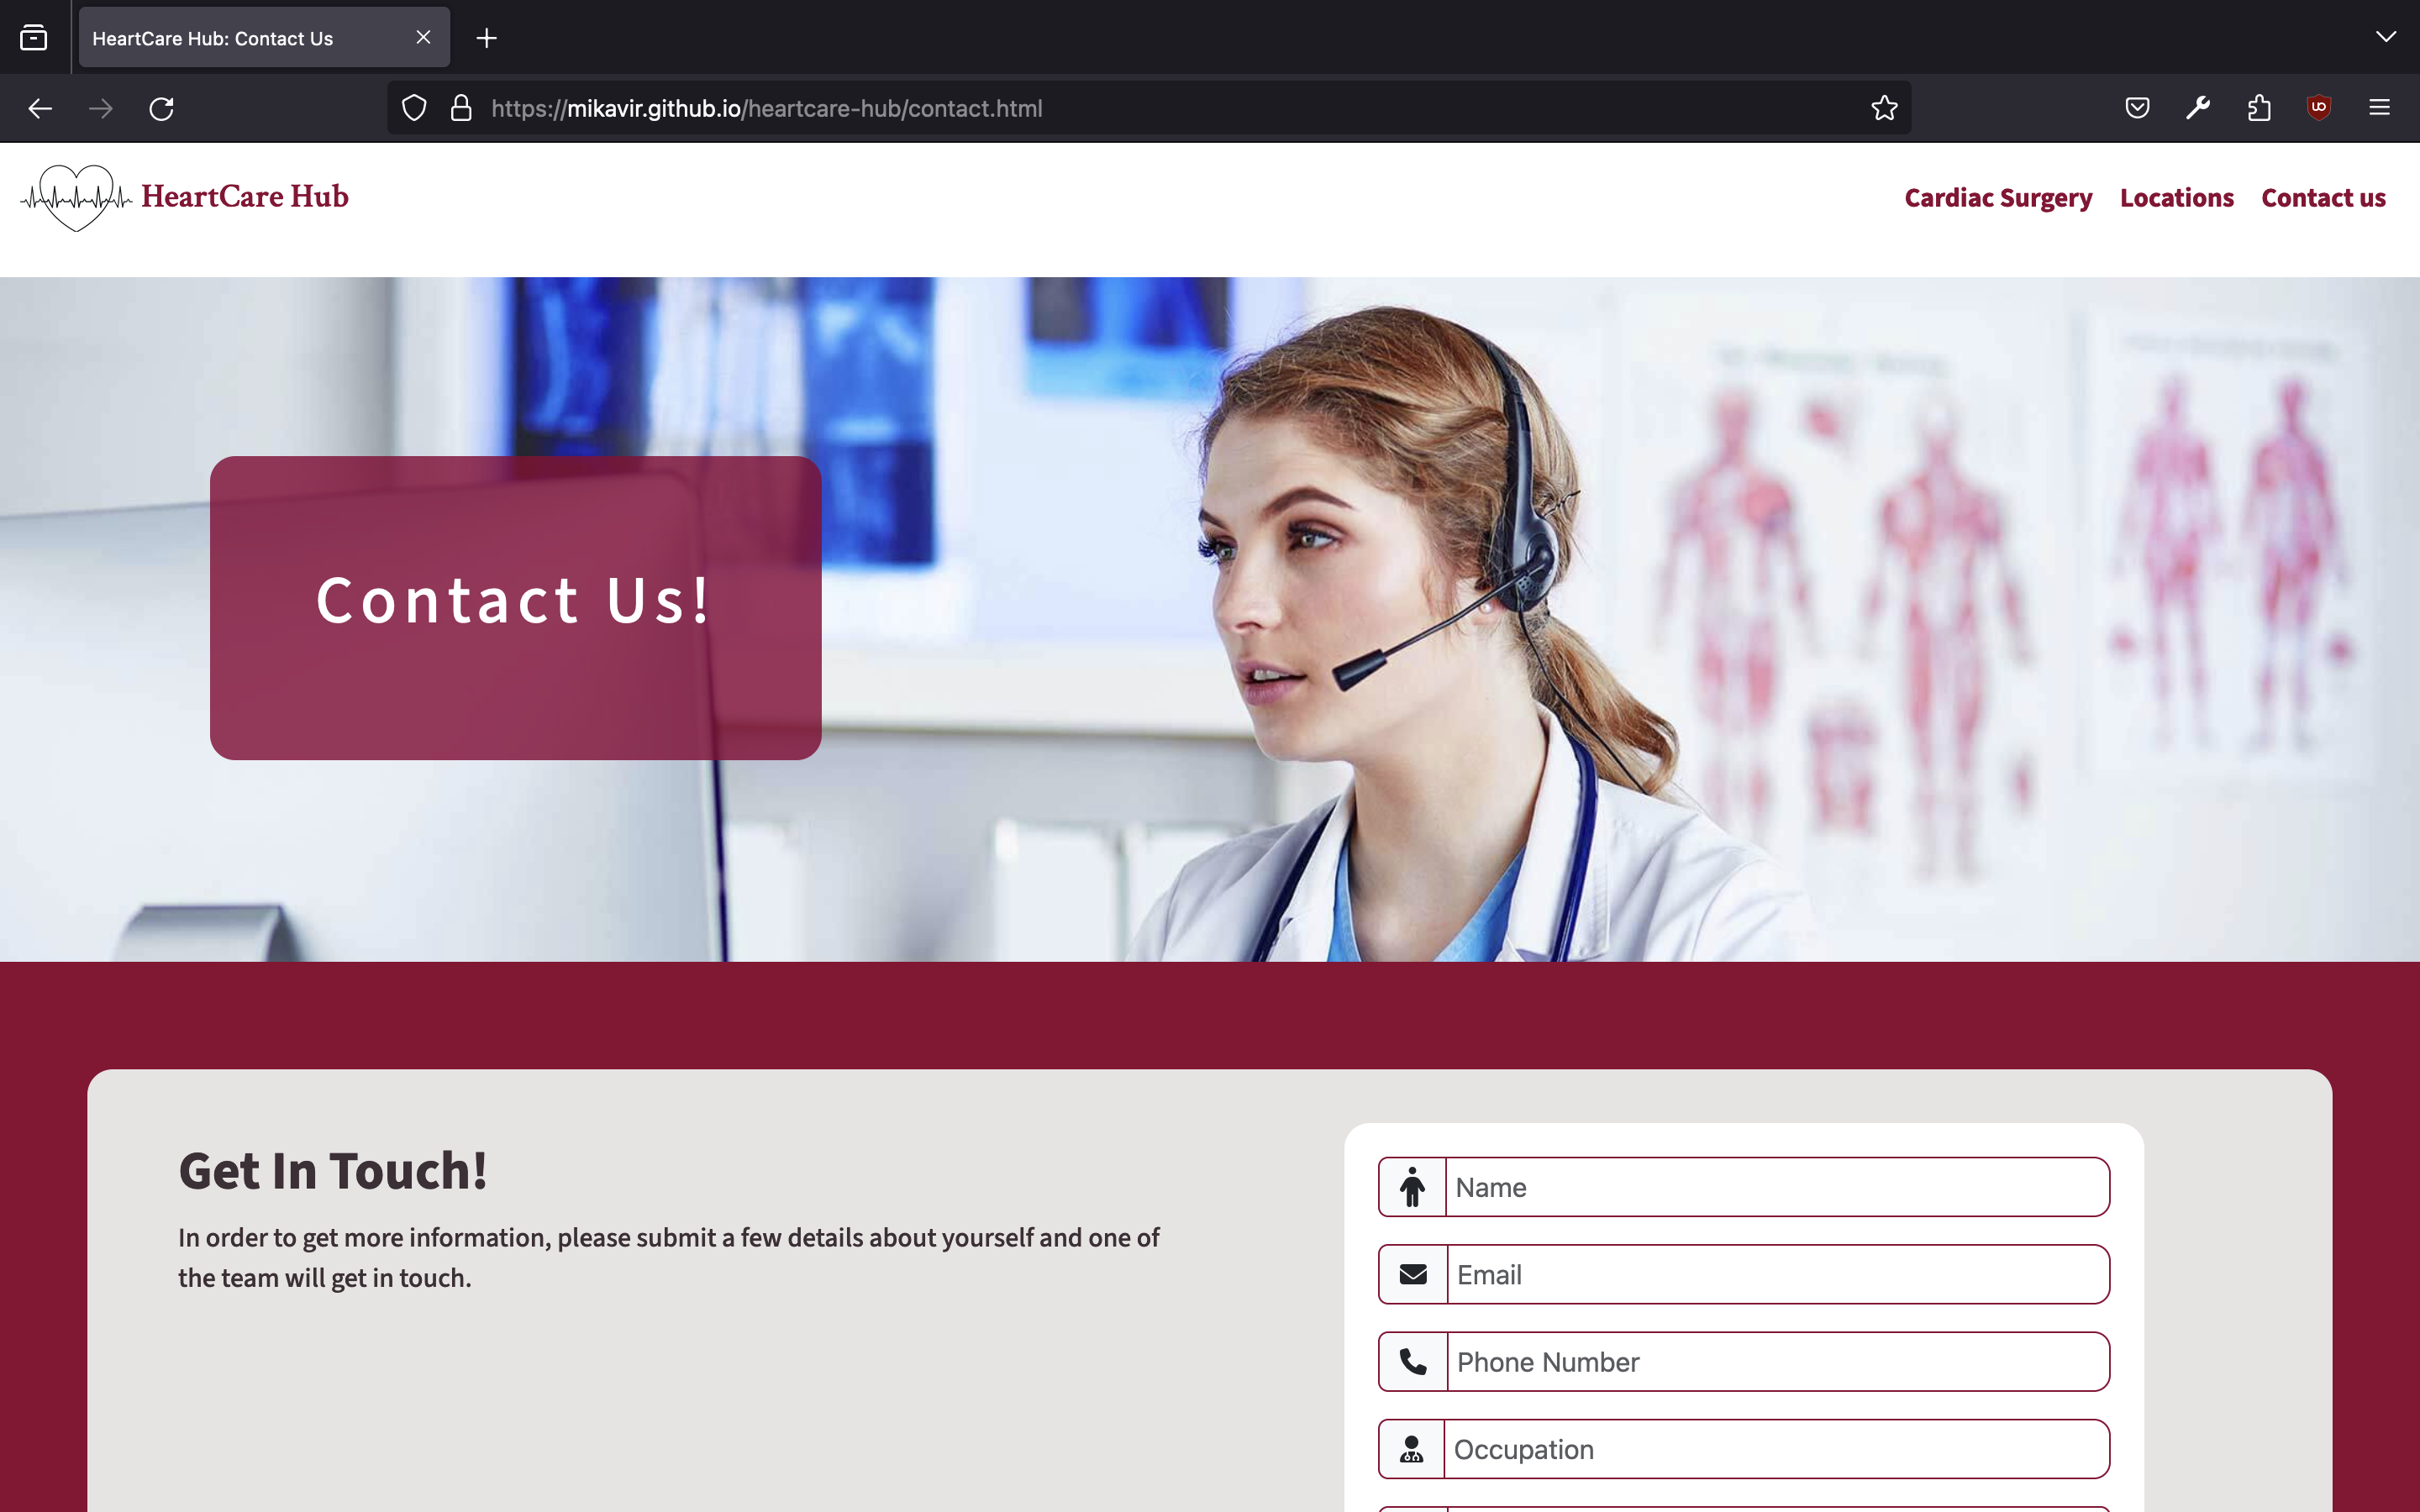 HeartCare Hub: Contact Us
https://mikavir.github.io/heartcare-hub/contact.html
HeartCare Hub
Cardiac Surgery
Locations
Contact us
Contact Us!
Get In Touch!
In order to get more information, please submit a few details about yourself and one of
the team will get in touch.
Name
Email
Phone Number
Occupation